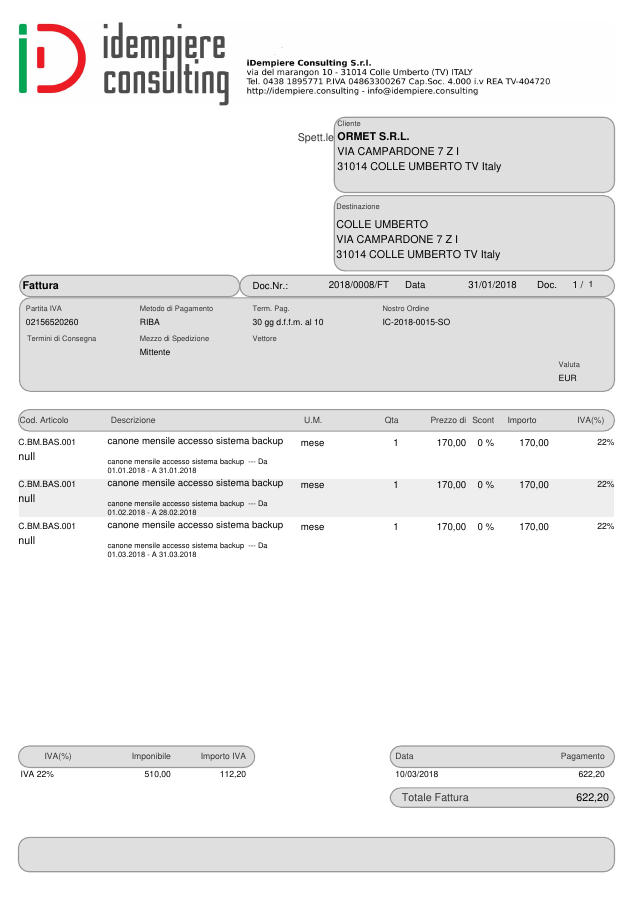 iD idempiere
consulting
iDempiere Consulting S.r.l.
via del marangon 10 - 31014 Colle Umberto (TV) ITALY
Tel. 0438 1895771 P.IVA 04863300267 Cap.Soc. 4.000 i.v REA TV-404720
http://idempiere.consulting - info@idempiere.consulting
Cliente
Spett.le ORMET S.R.L.
VIA CAMPARDONE 7 Z I
31014 COLLE UMBERTO TV Italy
Destinazione
COLLE UMBERTO
VIA CAMPARDONE 7 Z I
31014 COLLE UMBERTO TV Italy
Fattura Doc.Nr.: 2018/0008/FT Data 31/01/2018 Doc. 1 / 1
Partita IVA Metodo di Pagamento Term. Pag. Nostro Ordine
02156520260 RIBA 30 gg d.f.f.m. al 10 IC-2018-0015-SO
Termini di Consegna Mezzo di Spedizione Vettore
Mittente
Valuta
EUR
Cod. Articolo Descrizione U.M. Qta Prezzo di Scont Importo IVA(%)
C.BM.BAS.001 canone mensile accesso sistema backup mese 1 170,00 0 % 170,00 22%
null
canone mensile accesso sistema backup --- Da
01.01.2018 - A 31.01.2018
C.BM.BAS.001 canone mensile accesso sistema backup mese 1 170,00 0 % 170,00 22%
null
canone mensile accesso sistema backup --- Da
01.02.2018 - A 28.02.2018
C.BM.BAS.001 canone mensile accesso sistema backup mese 1 170,00 0 % 170,00 22%
null
canone mensile accesso sistema backup --- Da
01.03.2018 - A 31.03.2018
IVA(%) Imponibile Importo IVA Data Pagamento
IVA 22% 510,00 112,20 10/03/2018 622,20
Totale Fattura 622,20